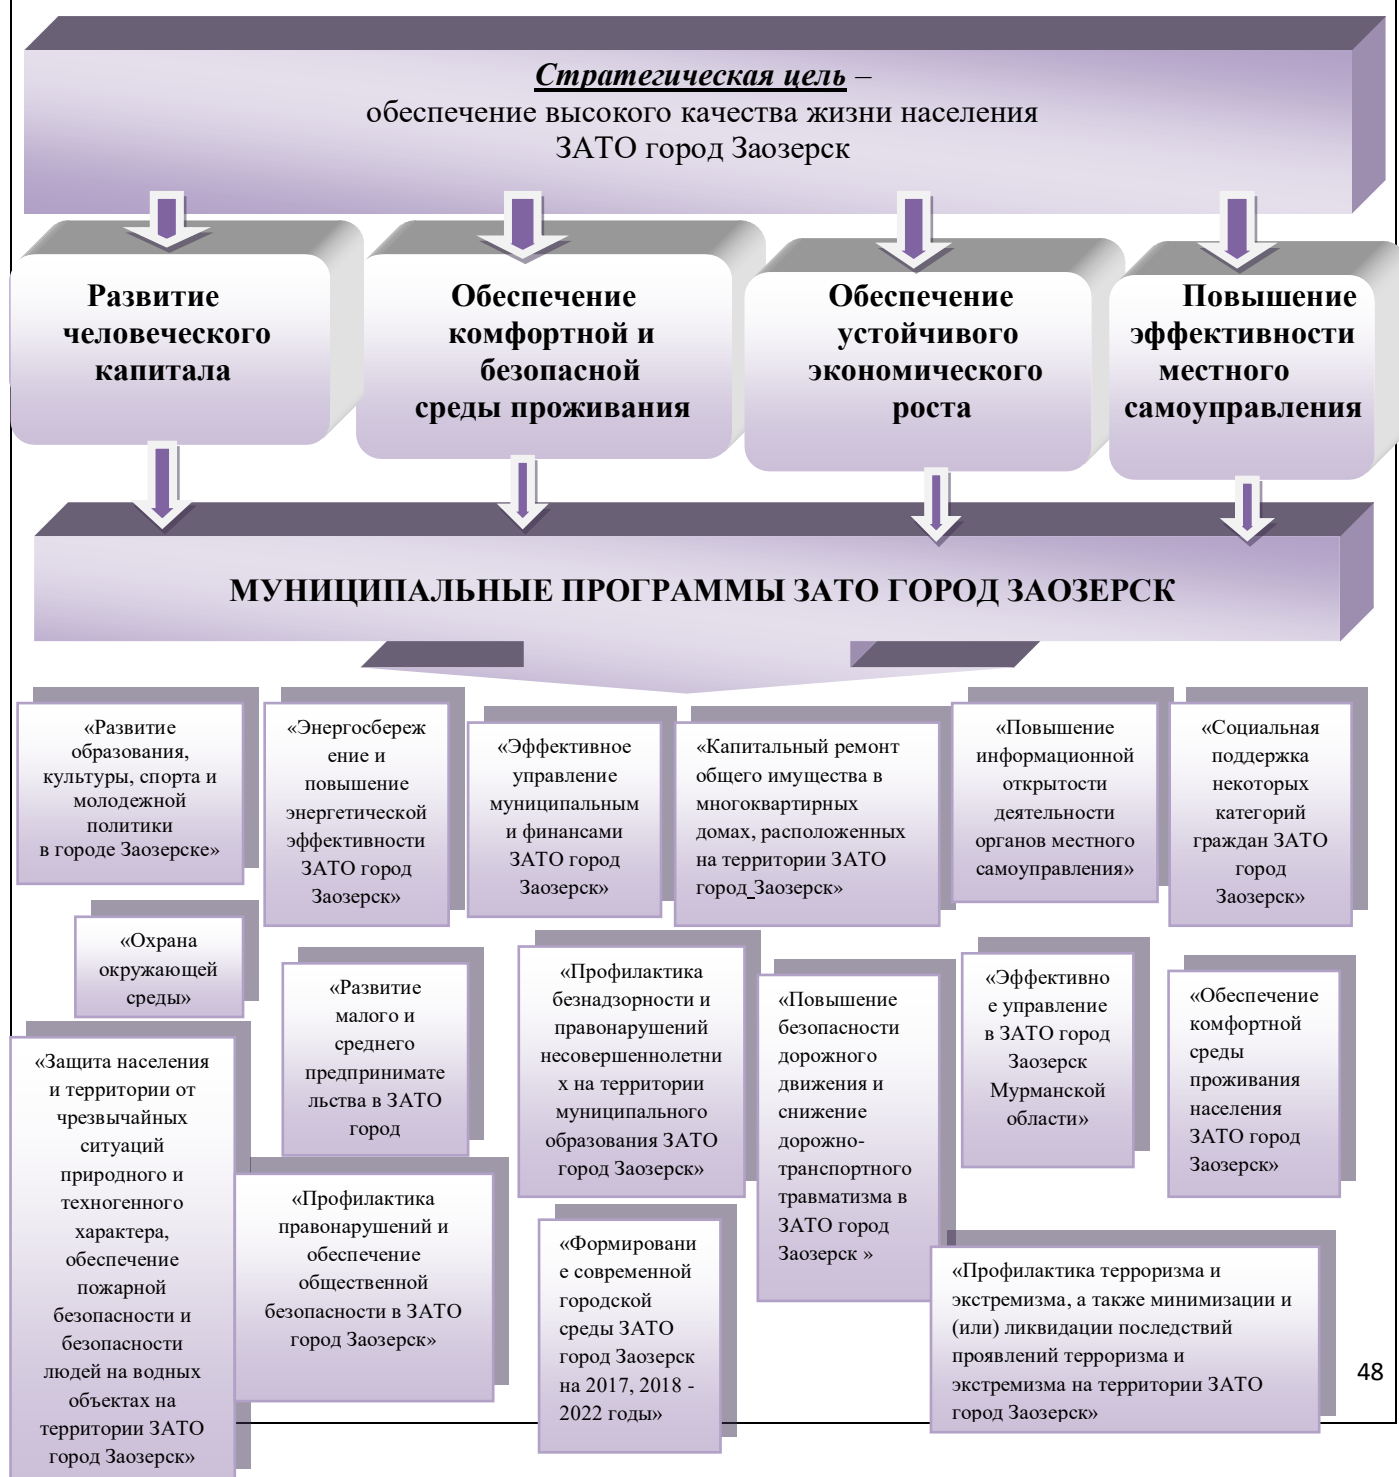 Стратегическая цель –
обеспечение высокого качества жизни населения
ЗАТО город Заозерск
Развитие
человеческого
капитала
Обеспечение
комфортной и
безопасной
среды проживания
Обеспечение
устойчивого
экономического
роста
Повышение
эффективности
местного
самоуправления
МУНИЦИПАЛЬНЫЕ ПРОГРАММЫ ЗАТО ГОРОД ЗАОЗЕРСК
«Развитие
образования,
культуры, спорта и
молодежной
политики
в городе Заозерске»
«Энергосбереж
ение и
повышение
энергетической
эффективности
ЗАТО город
Заозерск»
«Эффективное
управление
муниципальным
и финансами
ЗАТО город
Заозерск»
«Капитальный ремонт
общего имущества в
многоквартирных
домах, расположенных
на территории ЗАТО
город Заозерск»
«Повышение
информационной
открытости
деятельности
органов местного
самоуправления»
«Социальная
поддержка
некоторых
категорий
граждан ЗАТО
город
Заозерск»
«Охрана
окружающей
среды»
«Развитие
малого и
среднего
предпринимате
льства в ЗАТО
город
«Профилактика
безнадзорности и
правонарушений
несовершеннолетни
х на территории
муниципального
образования ЗАТО
город Заозерск»
«Повышение
безопасности
дорожного
движения и
снижение
дорожно-
транспортного
травматизма в
ЗАТО город
Заозерск »
«Эффективно
е управление
в ЗАТО город
Заозерск
Мурманской
области»
«Обеспечение
комфортной
среды
проживания
населения
ЗАТО город
Заозерск»
«Защита населения
и территории от
чрезвычайных
ситуаций
природного и
техногенного
характера,
обеспечение
пожарной
безопасности и
безопасности
людей на водных
объектах на
территории ЗАТО
город Заозерск»
«Профилактика
правонарушений и
обеспечение
общественной
безопасности в ЗАТО
город Заозерск»
«Формировани
е современной
городской
среды ЗАТО
город Заозерск
на 2017, 2018 -
2022 годы»
«Профилактика терроризма и
экстремизма, а также минимизации и
(или) ликвидации последствий
проявлений терроризма и
экстремизма на территории ЗАТО
город Заозерск»
48